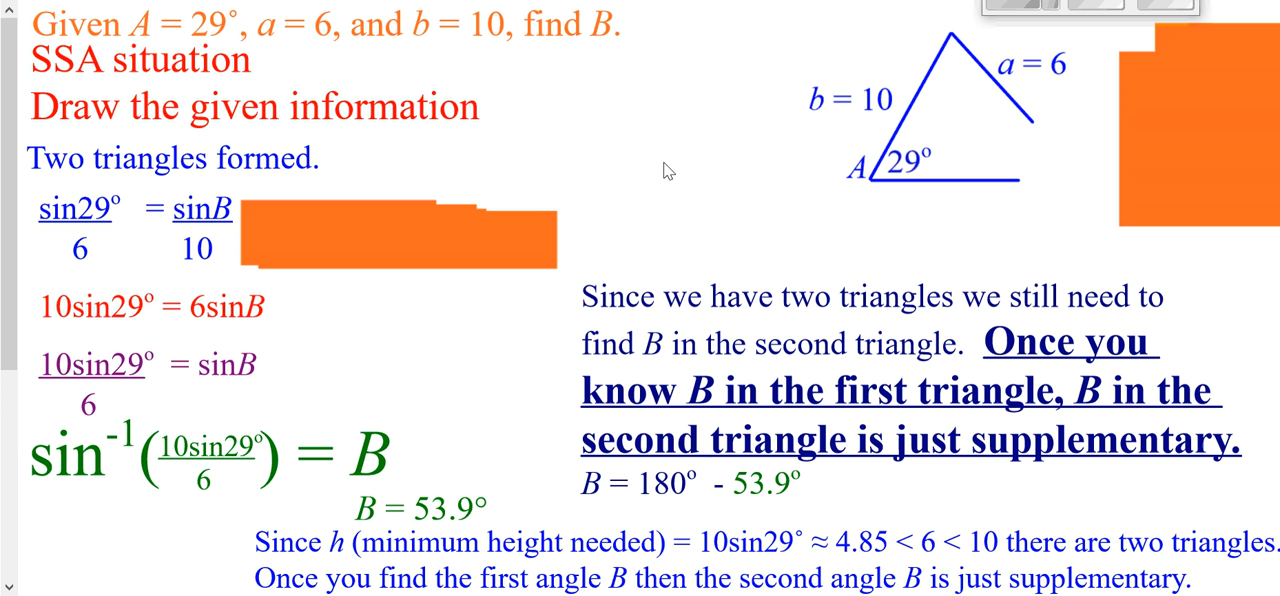 Given A = 29°, a = 6, and b = 10, find B.
SSA situation
Draw the given information
Two triangles formed.
sin29° = sinB
6 10
10sin29° = 6sinB
10sin29° = sinB
6
sin⁻¹(10sin29°/6) = B
B = 53.9°
b = 10
a = 6
A 29°
Since we have two triangles we still need to
find B in the second triangle. Once you
know B in the first triangle, B in the
second triangle is just supplementary.
B = 180° - 53.9°
Since h (minimum height needed) = 10sin29° ≈ 4.85 < 6 < 10 there are two triangles.
Once you find the first angle B then the second angle B is just supplementary.